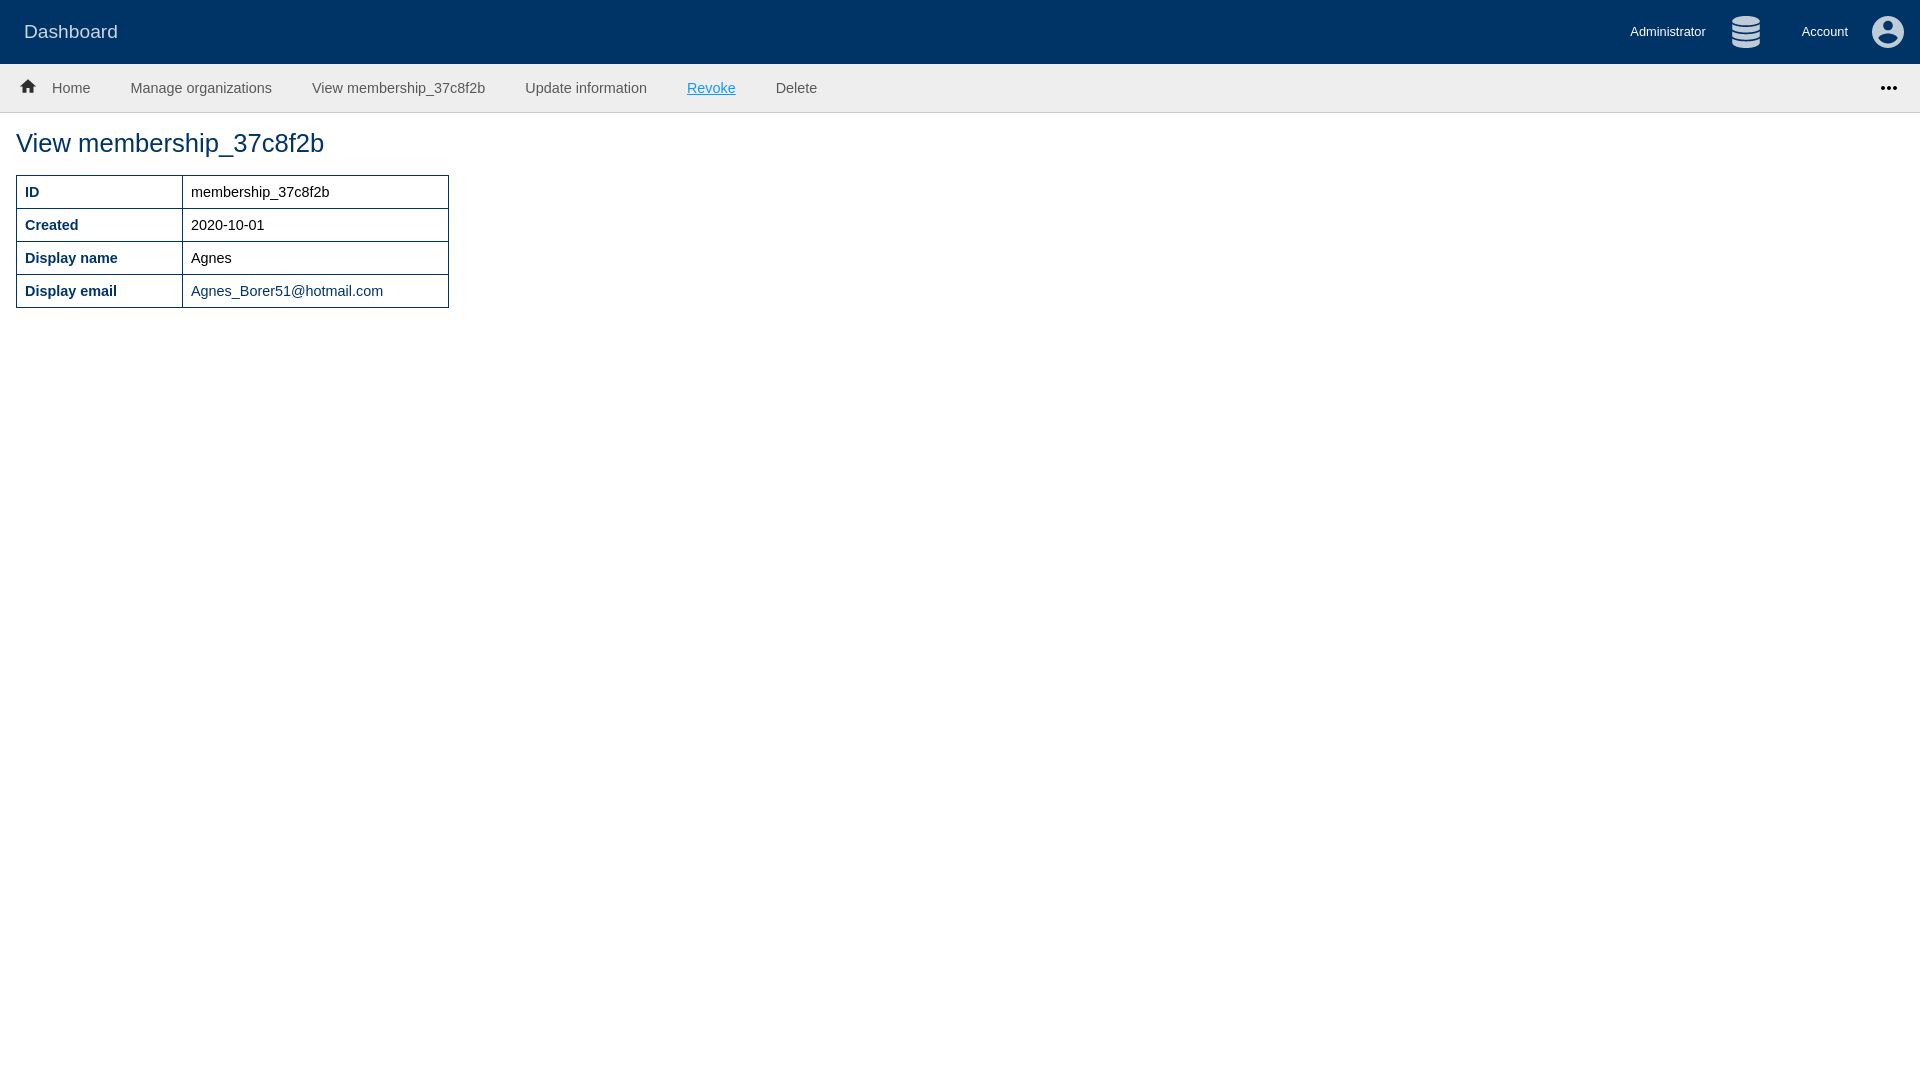 Dashboard
Administrator
Account
Home
Manage organizations
View membership_37c8f2b
Update information
Revoke
Delete
View membership_37c8f2b
ID membership_37c8f2b
Created 2020-10-01
Display name Agnes
Display email Agnes_Borer51@hotmail.com